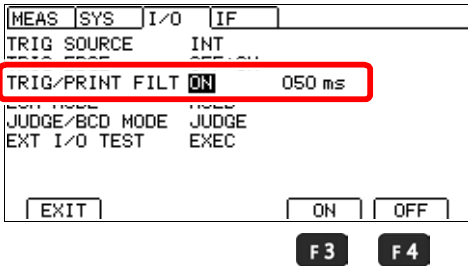 MEAS SYS I/O IF
TRIG SOURCE INT
TRIG/PRINT FILT ON 050 ms
JUDGE/BCD MODE JUDGE
EXT I/O TEST EXEC
EXIT ON OFF
F3 F4